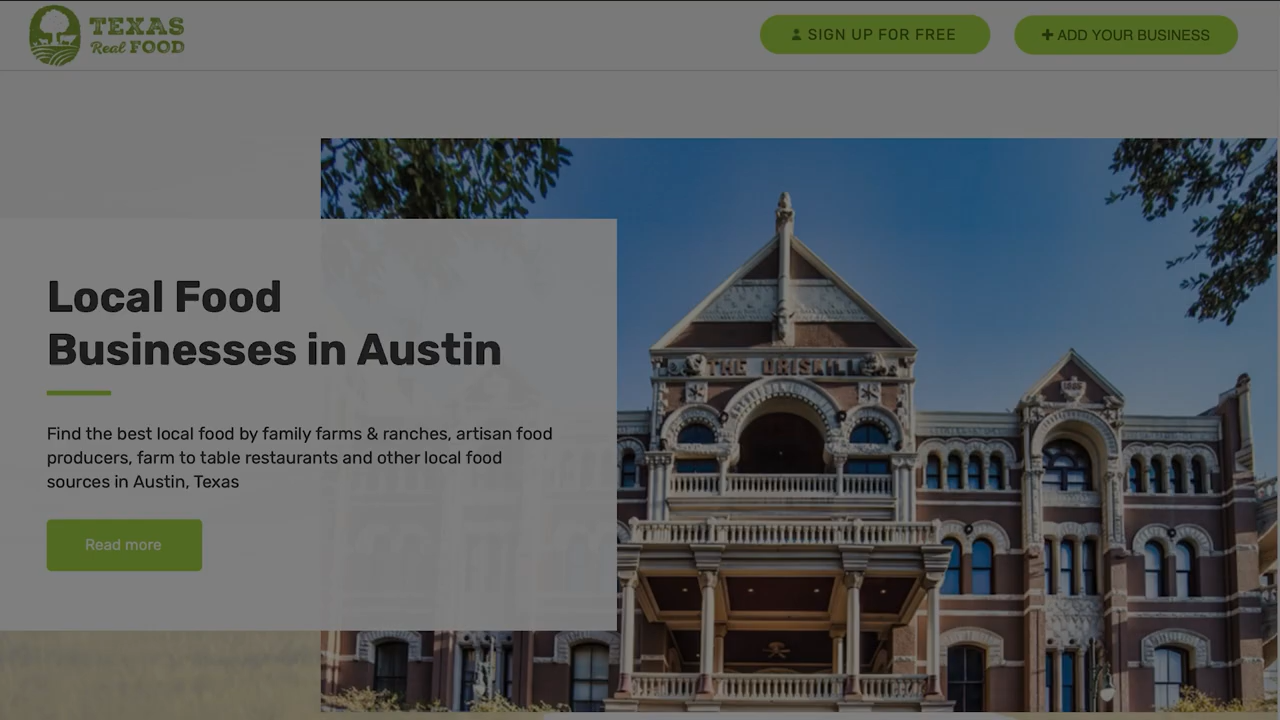 TEXAS
Real FOOD
SIGN UP FOR FREE
ADD YOUR BUSINESS
Local Food
Businesses in Austin
Find the best local food by family farms & ranches, artisan food
producers, farm to table restaurants and other local food
sources in Austin, Texas
Read more
THE DRISKILL